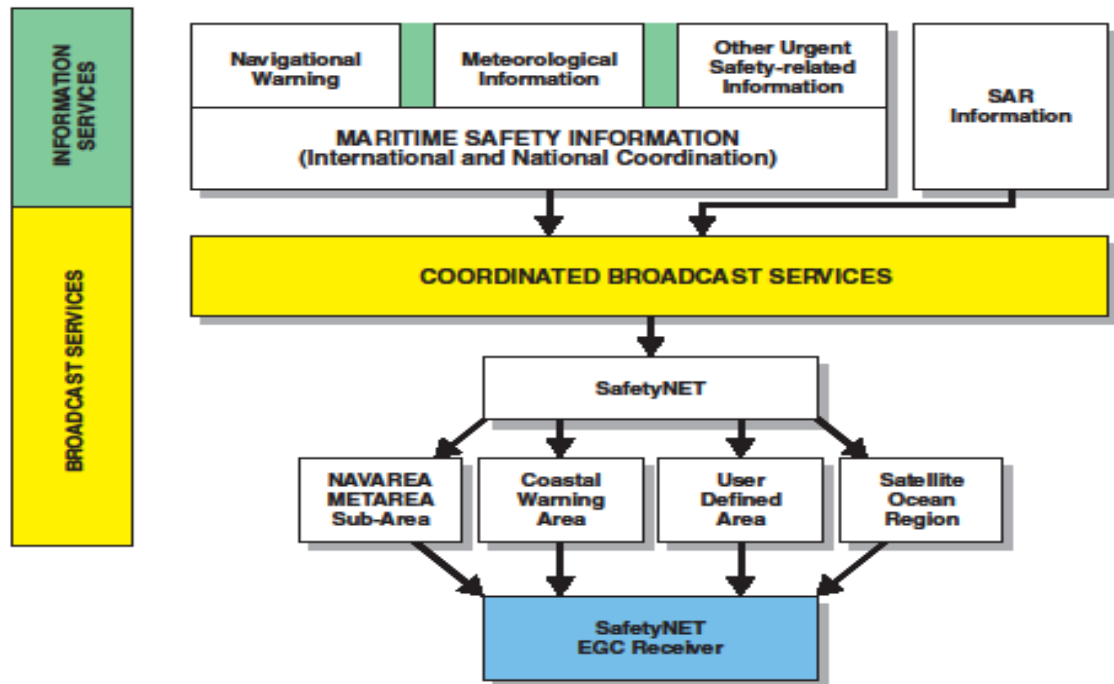 INFORMATION
SERVICES
BROADCAST SERVICES
Navigational
Warning
Meteorological
Information
Other Urgent
Safety-related
Information
SAR
Information
MARITIME SAFETY INFORMATION
(International and National Coordination)
COORDINATED BROADCAST SERVICES
SafetyNET
NAVAREA
METAREA
Sub-Area
Coastal
Warning
Area
User
Defined
Area
Satellite
Ocean
Region
SafetyNET
EGC Receiver